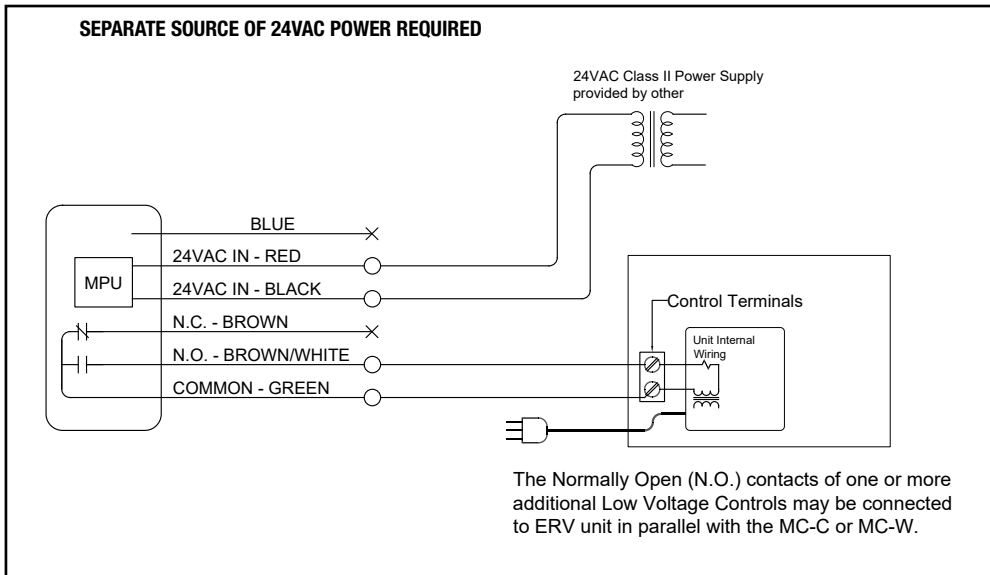 SEPARATE SOURCE OF 24VAC POWER REQUIRED
24VAC Class II Power Supply
provided by other
BLUE
24VAC IN - RED
MPU
24VAC IN - BLACK
Control Terminals
N.C. - BROWN
Unit Internal
Wiring
N.O. - BROWN/WHITE
COMMON - GREEN
The Normally Open (N.O.) contacts of one or more
additional Low Voltage Controls may be connected
to ERV unit in parallel with the MC-C or MC-W.